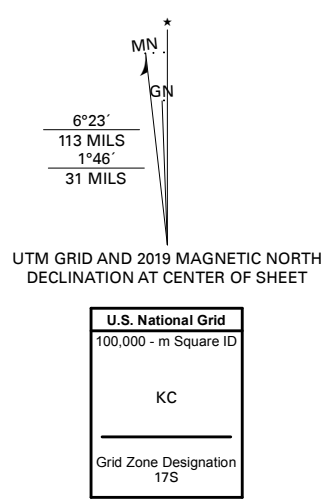 MN
GN
6°23´
113 MILS
1°46´
31 MILS
UTM GRID AND 2019 MAGNETIC NORTH
DECLINATION AT CENTER OF SHEET
U.S. National Grid
100,000 - m Square ID
KC
Grid Zone Designation
17S